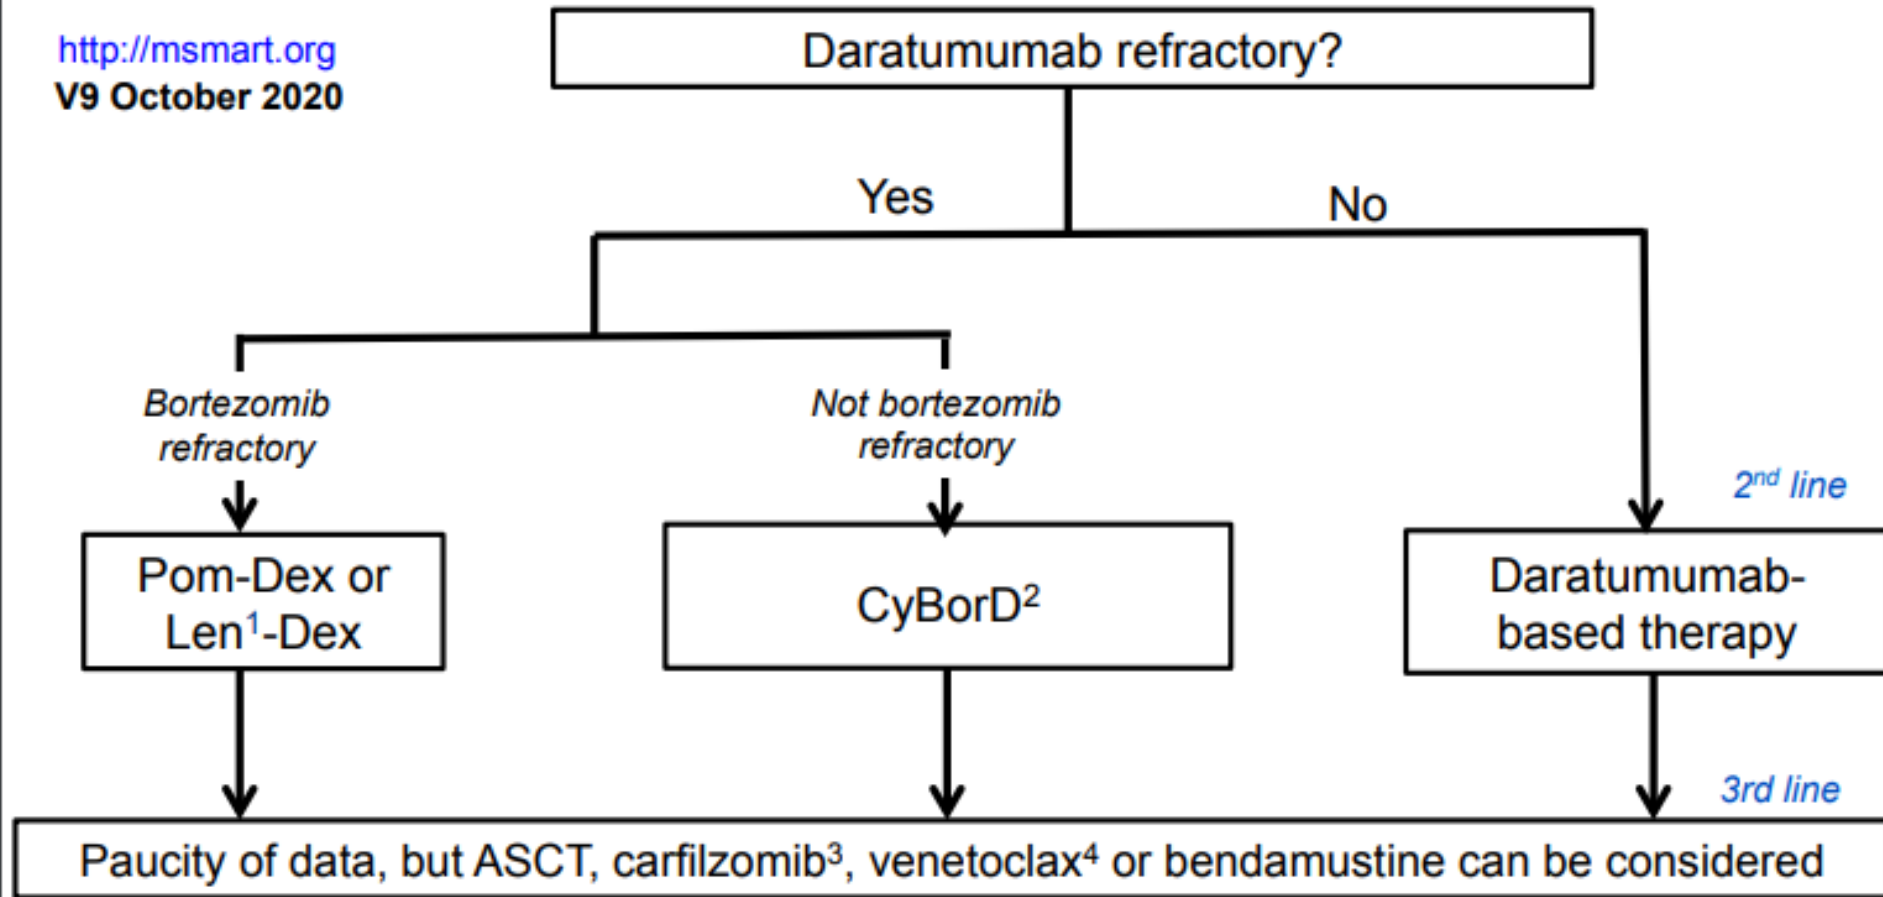 http://msmart.org
V9 October 2020
Daratumumab refractory?
Yes
No
Bortezomib
refractory
Not bortezomib
refractory
2nd line
Pom-Dex or
Len1-Dex
CyBorD2
Daratumumab-
based therapy
3rd line
Paucity of data, but ASCT, carfilzomib3, venetoclax4 or bendamustine can be considered